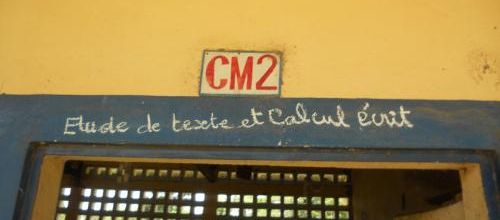 CM2
Etude de texte et Calcul écrit